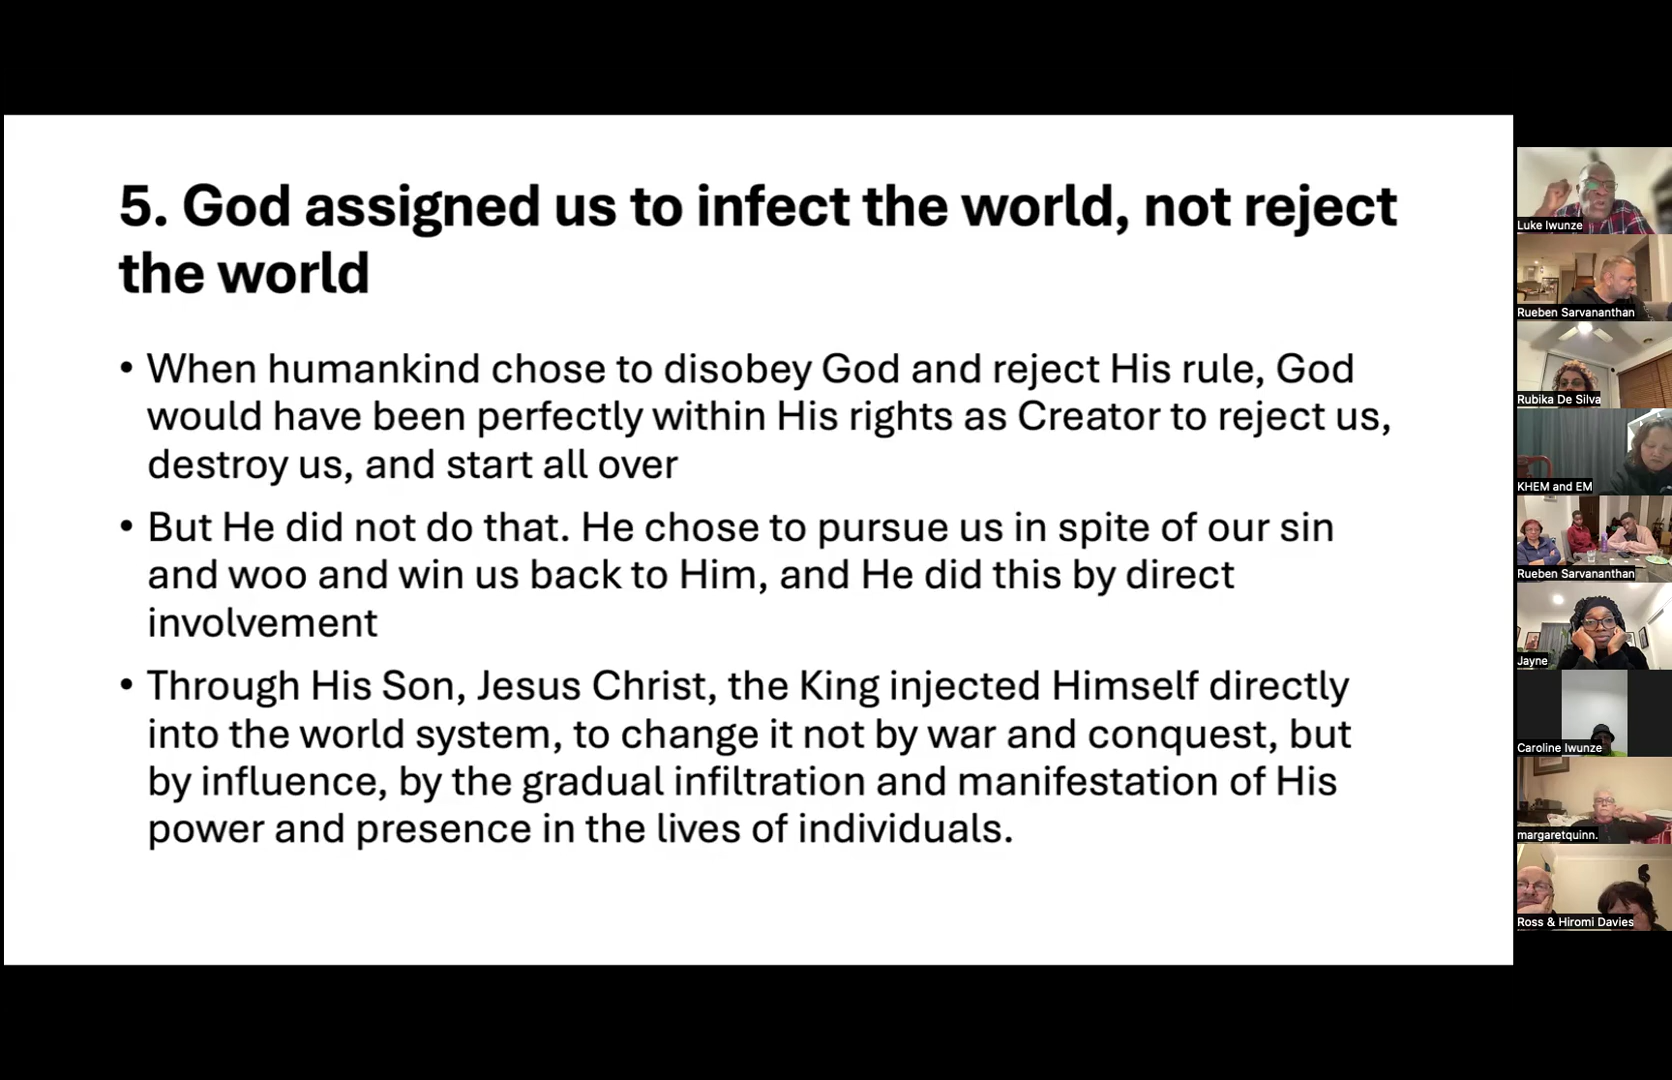 5. God assigned us to infect the world, not reject
the world
• When humankind chose to disobey God and reject His rule, God
would have been perfectly within His rights as Creator to reject us,
destroy us, and start all over
• But He did not do that. He chose to pursue us in spite of our sin
and woo and win us back to Him, and He did this by direct
involvement
• Through His Son, Jesus Christ, the King injected Himself directly
into the world system, to change it not by war and conquest, but
by influence, by the gradual infiltration and manifestation of His
power and presence in the lives of individuals.
Luke Iwunze
Rueben Sarvananthan
Rubika De Silva
KHEM and EM
Rueben Sarvananthan
Jayne
Caroline Iwunze
margaretquinn.
Ross & Hiromi Davies